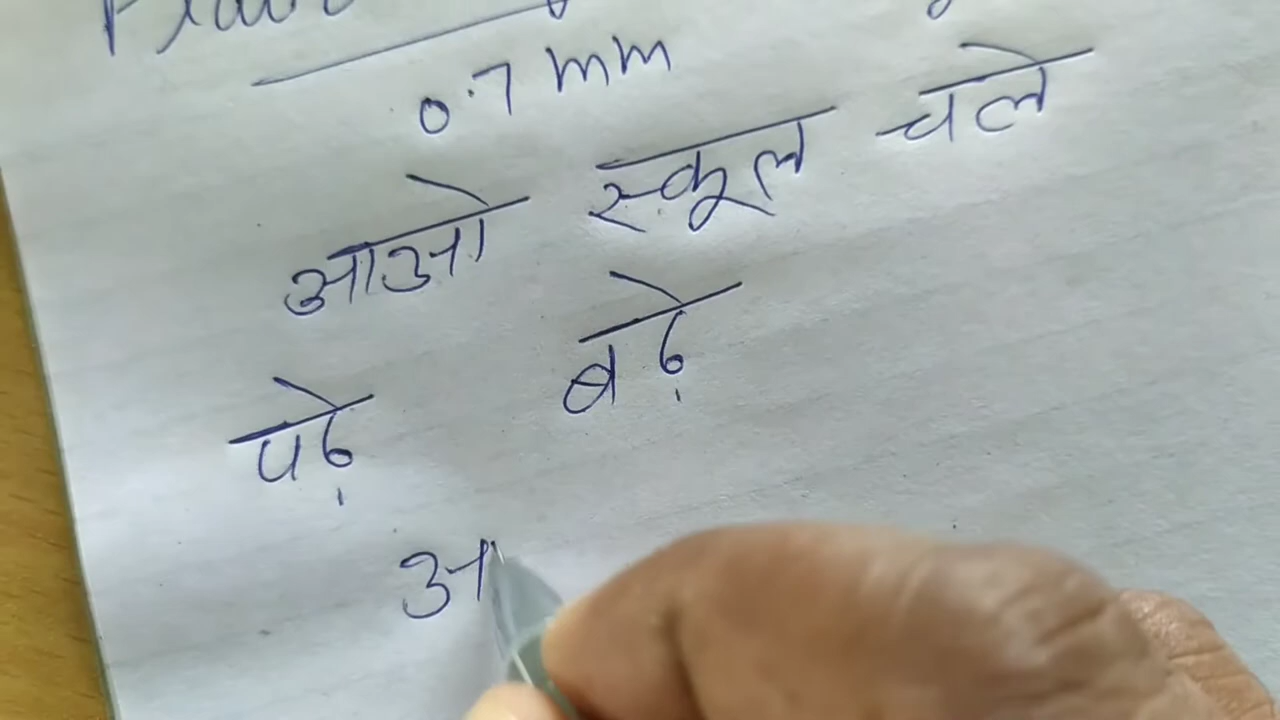 0.7 mm
आओ स्कूल चले
पढ़े बढ़े
अ